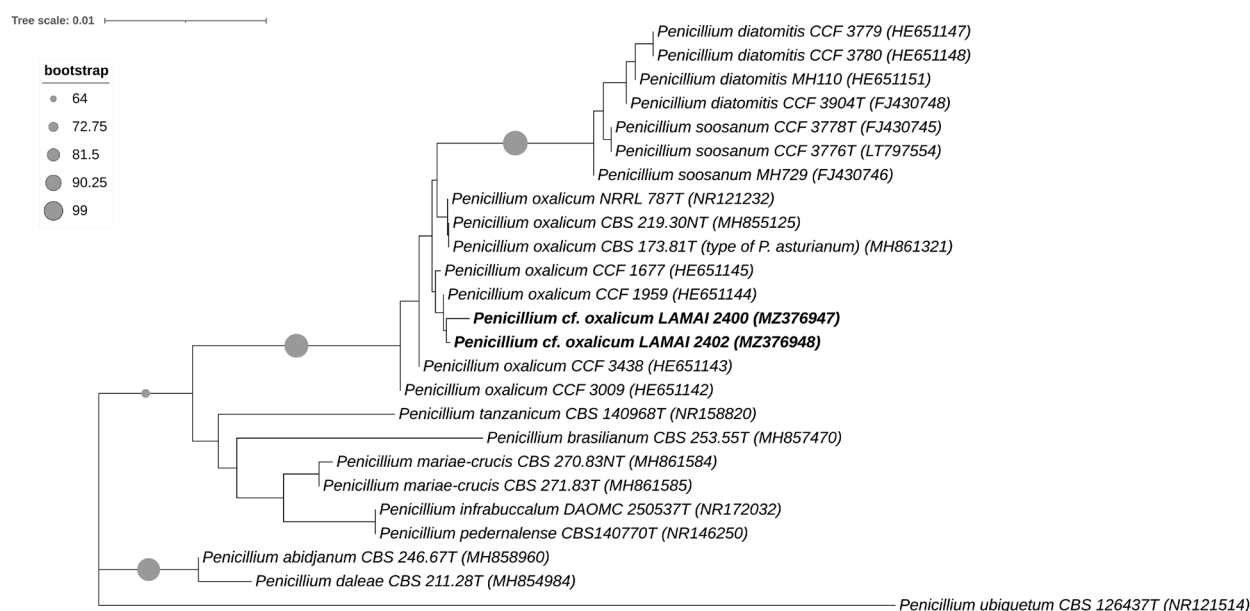 Tree scale: 0.01
bootstrap
64
72.75
81.5
90.25
99
Penicillium diatomitis CCF 3779 (HE651147)
Penicillium diatomitis CCF 3780 (HE651148)
Penicillium diatomitis MH110 (HE651151)
Penicillium diatomitis CCF 3904T (FJ430748)
Penicillium soosanum CCF 3778T (FJ430745)
Penicillium soosanum CCF 3776T (LT797554)
Penicillium soosanum MH729 (FJ430746)
Penicillium oxalicum NRRL 787T (NR121232)
Penicillium oxalicum CBS 219.30NT (MH855125)
Penicillium oxalicum CBS 173.81T (type of P. asturianum) (MH861321)
Penicillium oxalicum CCF 1677 (HE651145)
Penicillium oxalicum CCF 1959 (HE651144)
Penicillium cf. oxalicum LAMAI 2400 (MZ376947)
Penicillium cf. oxalicum LAMAI 2402 (MZ376948)
Penicillium oxalicum CCF 3438 (HE651143)
Penicillium oxalicum CCF 3009 (HE651142)
Penicillium tanzanicum CBS 140968T (NR158820)
Penicillium brasilianum CBS 253.55T (MH857470)
Penicillium mariae-crucis CBS 270.83NT (MH861584)
Penicillium mariae-crucis CBS 271.83T (MH861585)
Penicillium infrabuccalum DAOMC 250537T (NR172032)
Penicillium pedernalense CBS140770T (NR146250)
Penicillium abidjanum CBS 246.67T (MH858960)
Penicillium daleae CBS 211.28T (MH854984)
Penicillium ubiquetum CBS 126437T (NR121514)